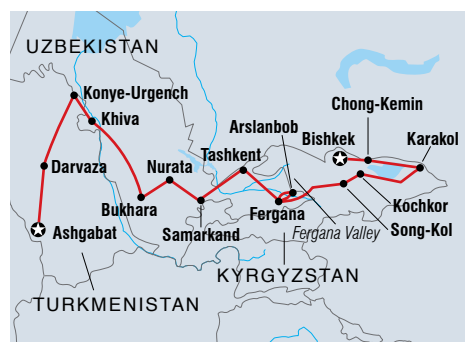 UZBEKISTAN
Konye-Urgench
Khiva
Chong-Kemin
Arslanbob
Bishkek
Karakol
Tashkent
Darvaza
Nurata
Bukhara
Fergana
Kochkor
Ashgabat
Samarkand
Fergana Valley
Song-Kol
KYRGYZSTAN
TURKMENISTAN